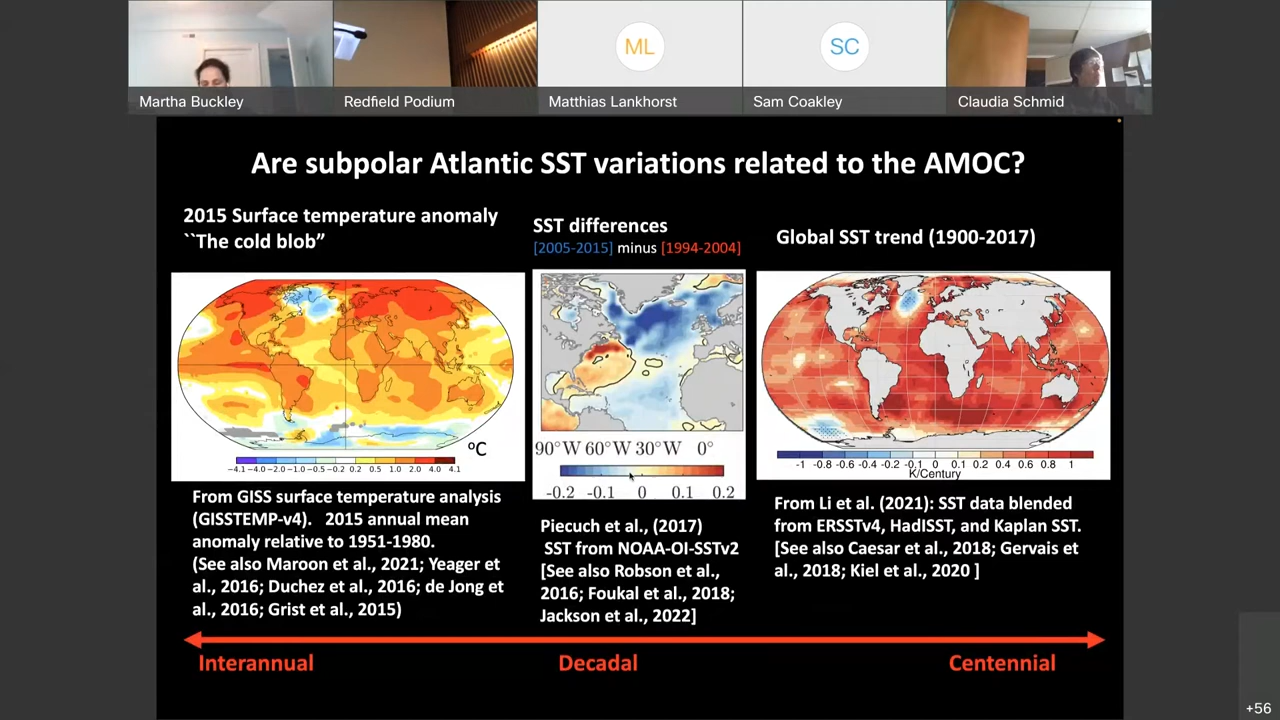 ML
SC
Martha Buckley
Redfield Podium
Matthias Lankhorst
Sam Coakley
Claudia Schmid
Are subpolar Atlantic SST variations related to the AMOC?
2015 Surface temperature anomaly
``The cold blob”
SST differences
[2005-2015] minus [1994-2004]
Global SST trend (1900-2017)
°C
−4.1 −4.0 −2.0 −1.0 −0.5 −0.2 0.2 0.5 1.0 2.0 4.0 4.1
90°W 60°W 30°W 0°
-0.2 -0.1 0 0.1 0.2
-1 -0.8 -0.6 -0.4 -0.2 -0.1 0 0.1 0.2 0.4 0.6 0.8 1
K/Century
From GISS surface temperature analysis
(GISSTEMP-v4). 2015 annual mean
anomaly relative to 1951-1980.
(See also Maroon et al., 2021; Yeager et
al., 2016; Duchez et al., 2016; de Jong et
al., 2016; Grist et al., 2015)
Piecuch et al., (2017)
SST from NOAA-OI-SSTv2
[See also Robson et al.,
2016; Foukal et al., 2018;
Jackson et al., 2022]
From Li et al. (2021): SST data blended
from ERSSTv4, HadISST, and Kaplan SST.
[See also Caesar et al., 2018; Gervais et
al., 2018; Kiel et al., 2020 ]
Interannual
Decadal
Centennial
+56